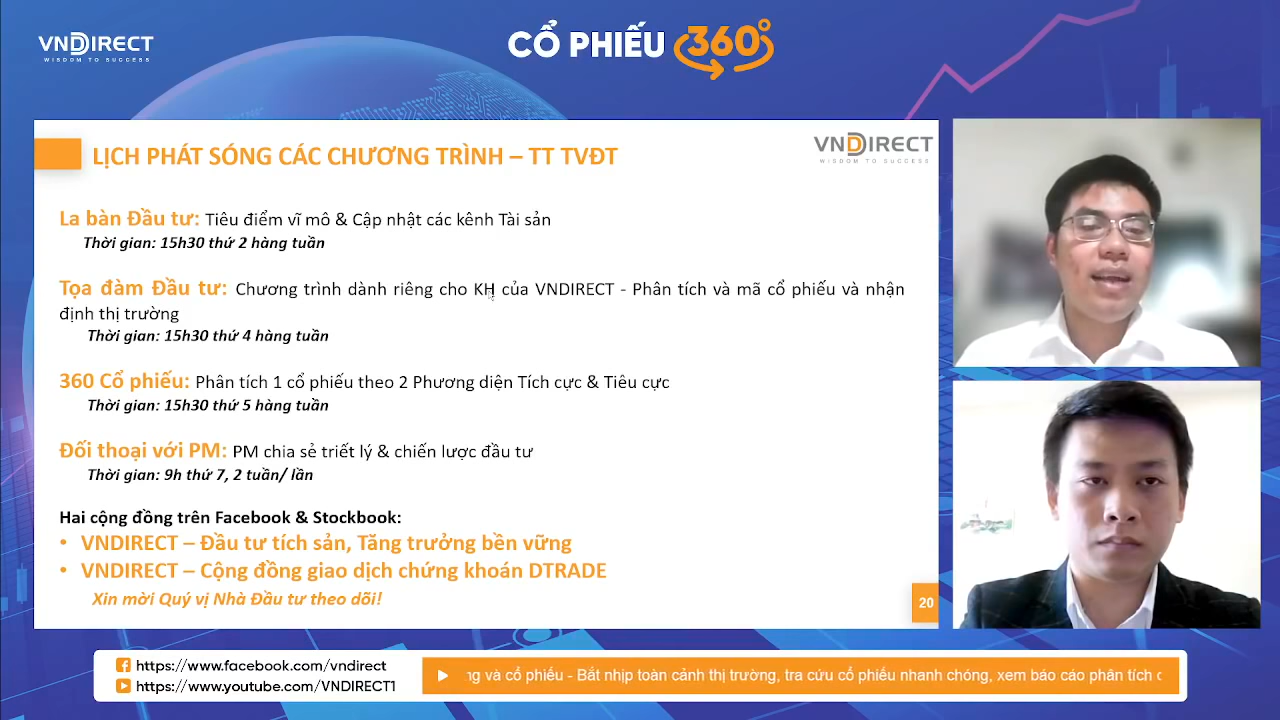 VNDIRECT
WISDOM TO SUCCESS
CỔ PHIẾU 360°
LỊCH PHÁT SÓNG CÁC CHƯƠNG TRÌNH – TT TVĐT
VNDIRECT
WISDOM TO SUCCESS
La bàn Đầu tư: Tiêu điểm vĩ mô & Cập nhật các kênh Tài sản
Thời gian: 15h30 thứ 2 hàng tuần
Tọa đàm Đầu tư: Chương trình dành riêng cho KH của VNDIRECT - Phân tích và mã cổ phiếu và nhận
định thị trường
Thời gian: 15h30 thứ 4 hàng tuần
360 Cổ phiếu: Phân tích 1 cổ phiếu theo 2 Phương diện Tích cực & Tiêu cực
Thời gian: 15h30 thứ 5 hàng tuần
Đối thoại với PM: PM chia sẻ triết lý & chiến lược đầu tư
Thời gian: 9h thứ 7, 2 tuần/ lần
Hai cộng đồng trên Facebook & Stockbook:
• VNDIRECT – Đầu tư tích sản, Tăng trưởng bền vững
• VNDIRECT – Cộng đồng giao dịch chứng khoán DTRADE
Xin mời Quý vị Nhà Đầu tư theo dõi!
20
https://www.facebook.com/vndirect
https://www.youtube.com/VNDIRECT1
và cổ phiếu - Bắt nhịp toàn cảnh thị trường, tra cứu cổ phiếu nhanh chóng, xem báo cáo phân tích